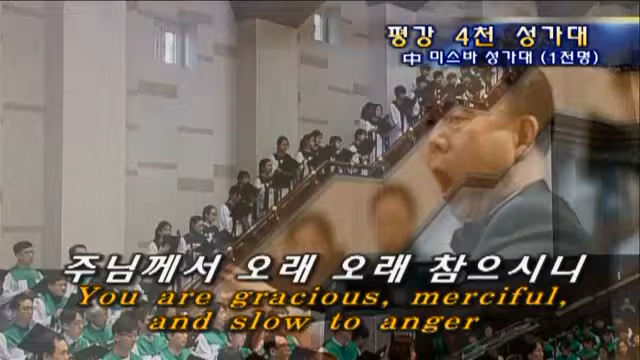 평강 4천 성가대
中 미스바 성가대 (1천명)
주님께서 오래 오래 참으시니
You are gracious, merciful,
and slow to anger